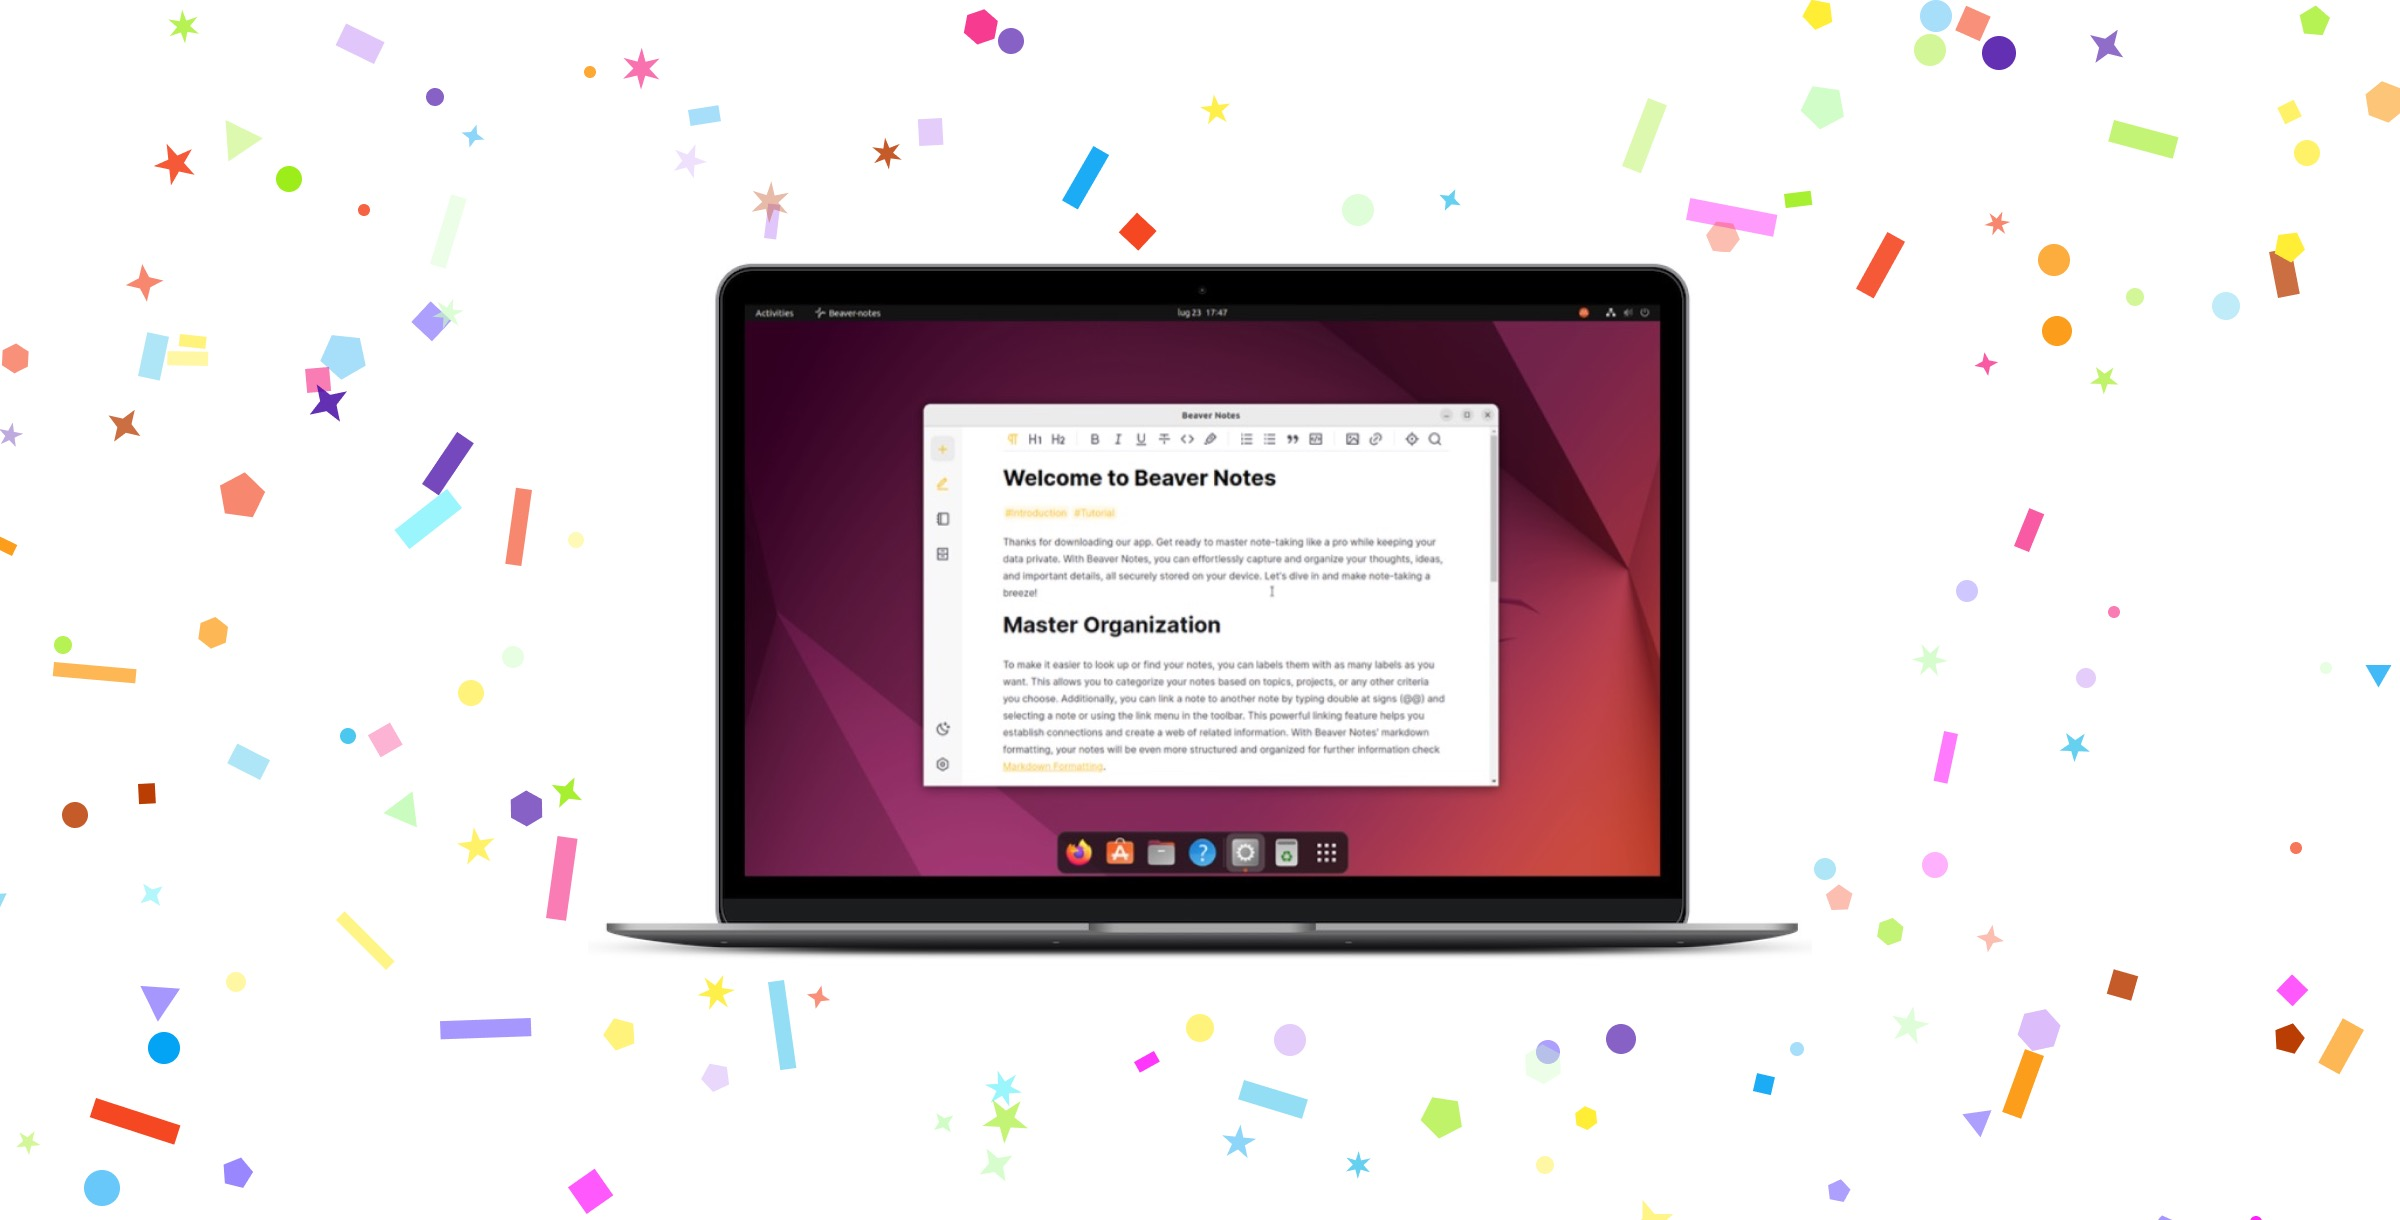 Activities Beaver-notes lug 23 17:47
Beaver Notes
H1 H2 B I U
Welcome to Beaver Notes
#Introduction #Tutorial
Thanks for downloading our app. Get ready to master note-taking like a pro while keeping your
data private. With Beaver Notes, you can effortlessly capture and organize your thoughts, ideas,
and important details, all securely stored on your device. Let's dive in and make note-taking a
breeze!
Master Organization
To make it easier to look up or find your notes, you can labels them with as many labels as you
want. This allows you to categorize your notes based on topics, projects, or any other criteria
you choose. Additionally, you can link a note to another note by typing double at signs (@@) and
selecting a note or using the link menu in the toolbar. This powerful linking feature helps you
establish connections and create a web of related information. With Beaver Notes' markdown
formatting, your notes will be even more structured and organized for further information check
Markdown Formatting.